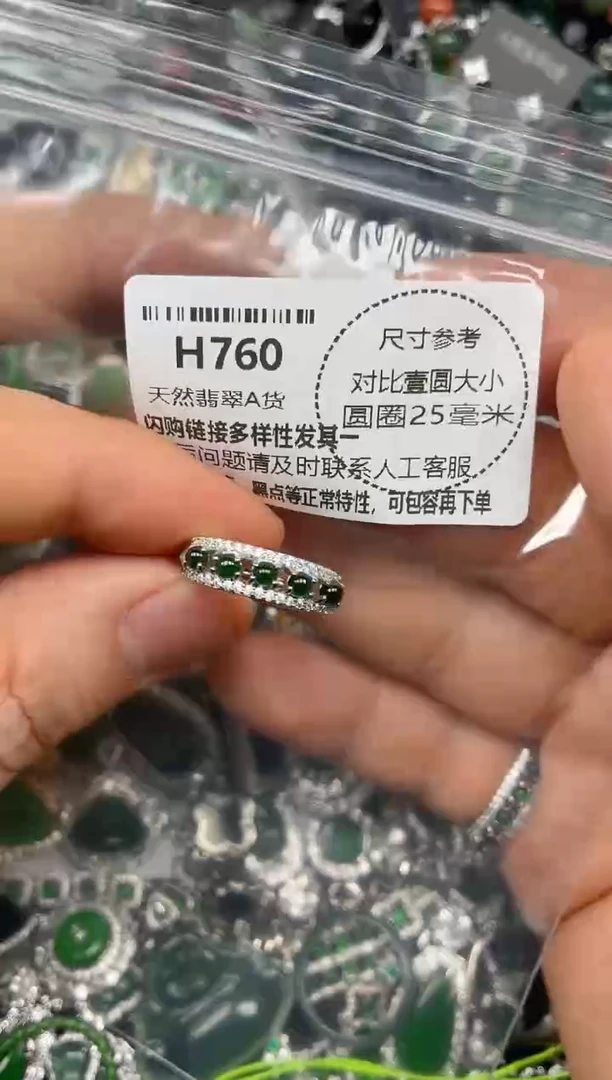 H760
天然翡翠A货
尺寸参考
对比壹圆大小
圆圈25毫米
闪购链接多样性发其一
问题请及时联系人工客服
黑点等正常特性，可包容再下单